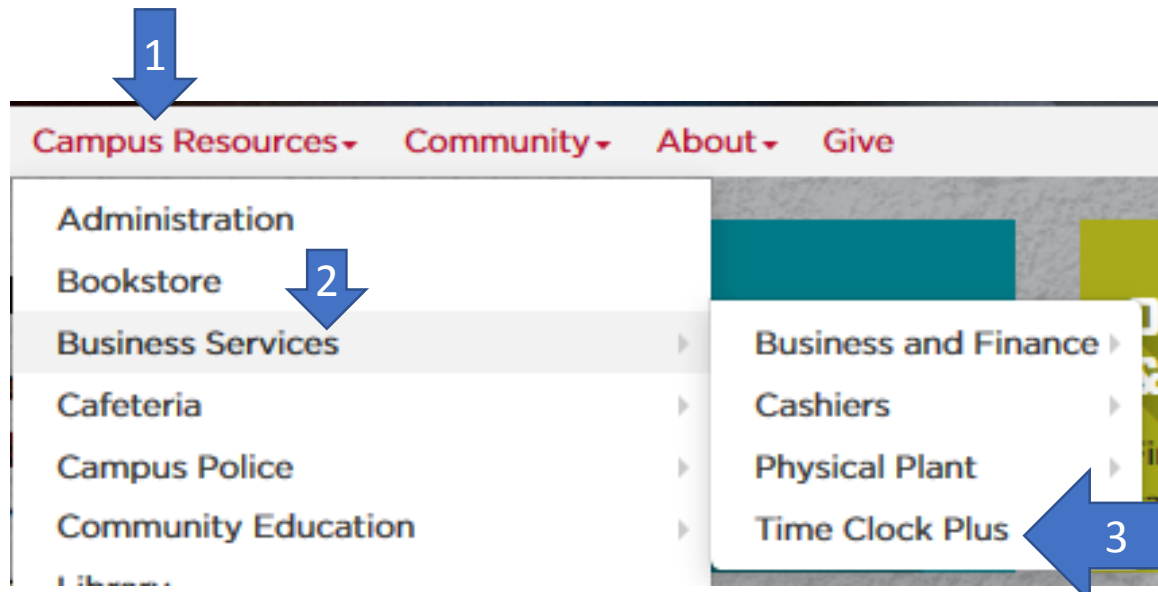 1
Campus Resources Community About Give
Administration
Bookstore
2
Business Services
Cafeteria
Campus Police
Community Education
Library
Business and Finance
Cashiers
Physical Plant
Time Clock Plus
3